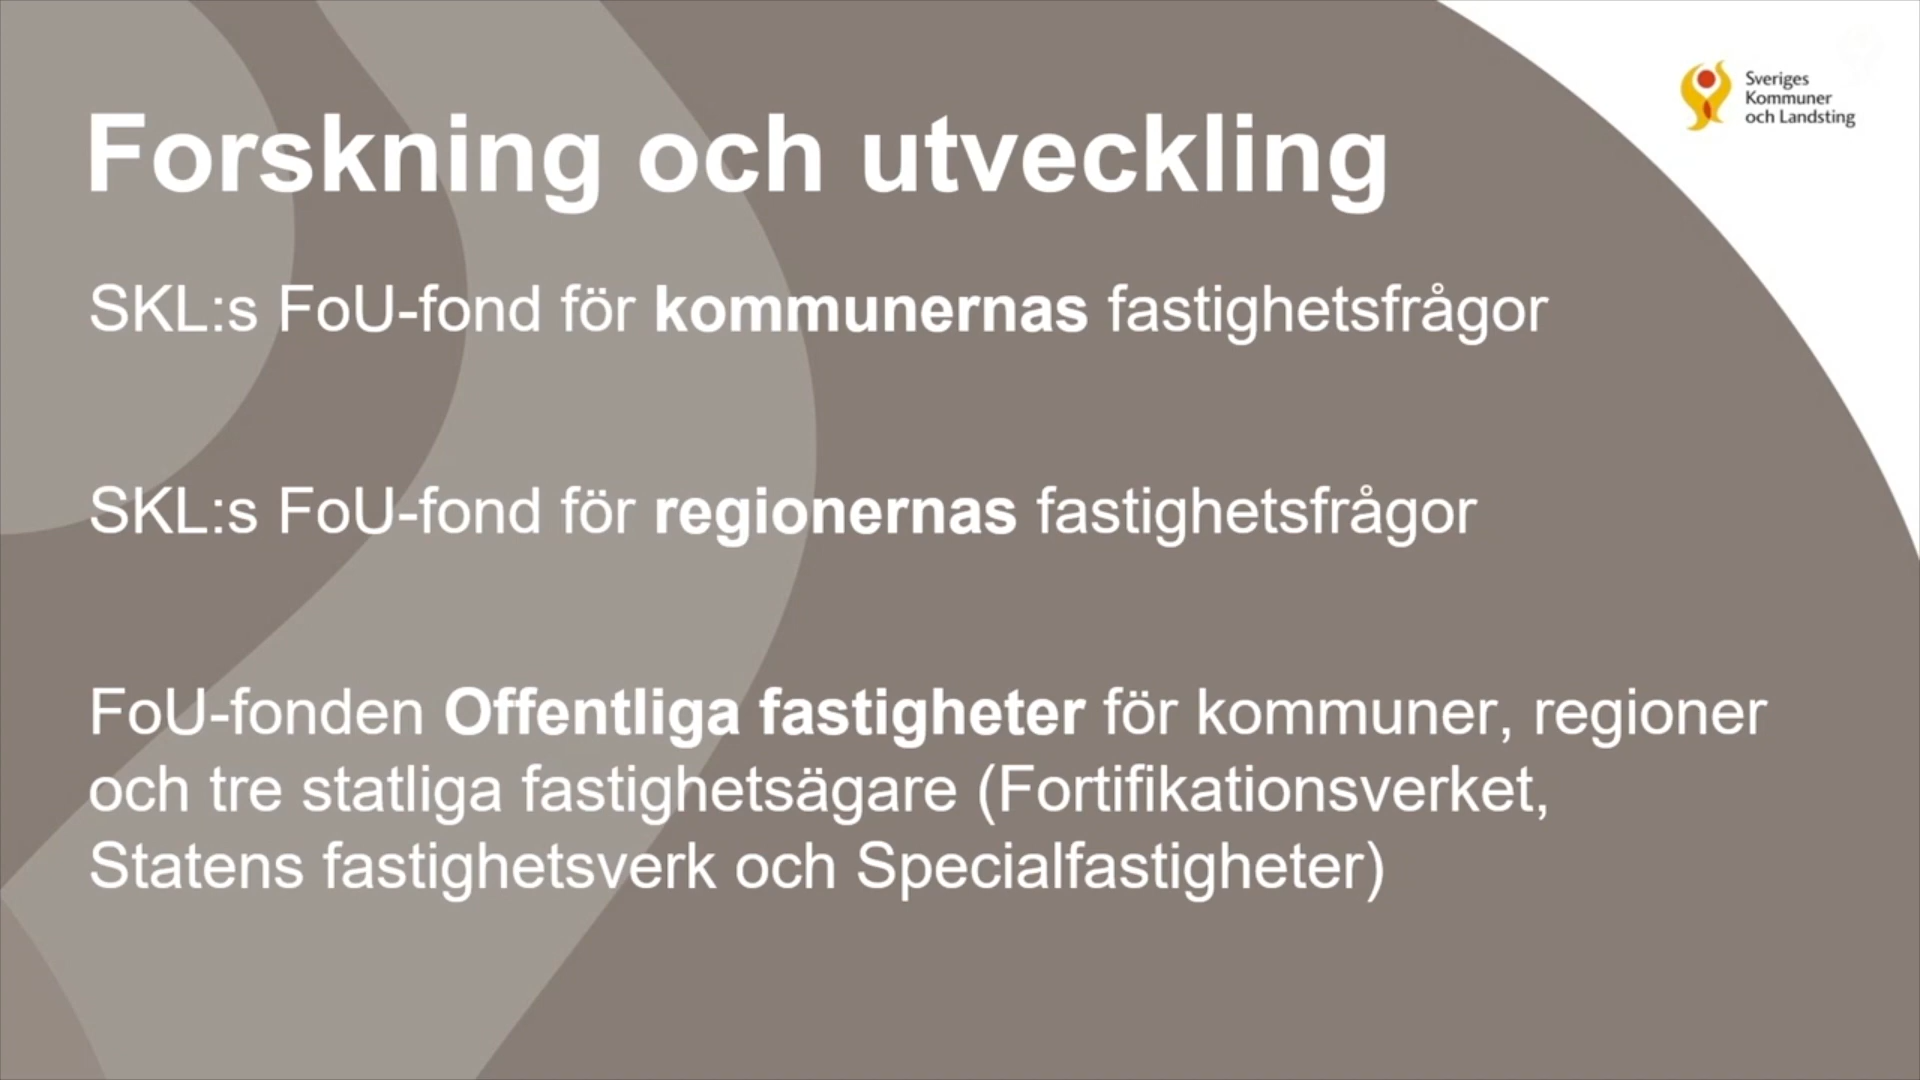 Sveriges
Kommuner
och Landsting
Forskning och utveckling
SKL:s FoU-fond för kommunernas fastighetsfrågor
SKL:s FoU-fond för regionernas fastighetsfrågor
FoU-fonden Offentliga fastigheter för kommuner, regioner
och tre statliga fastighetsägare (Fortifikationsverket,
Statens fastighetsverk och Specialfastigheter)